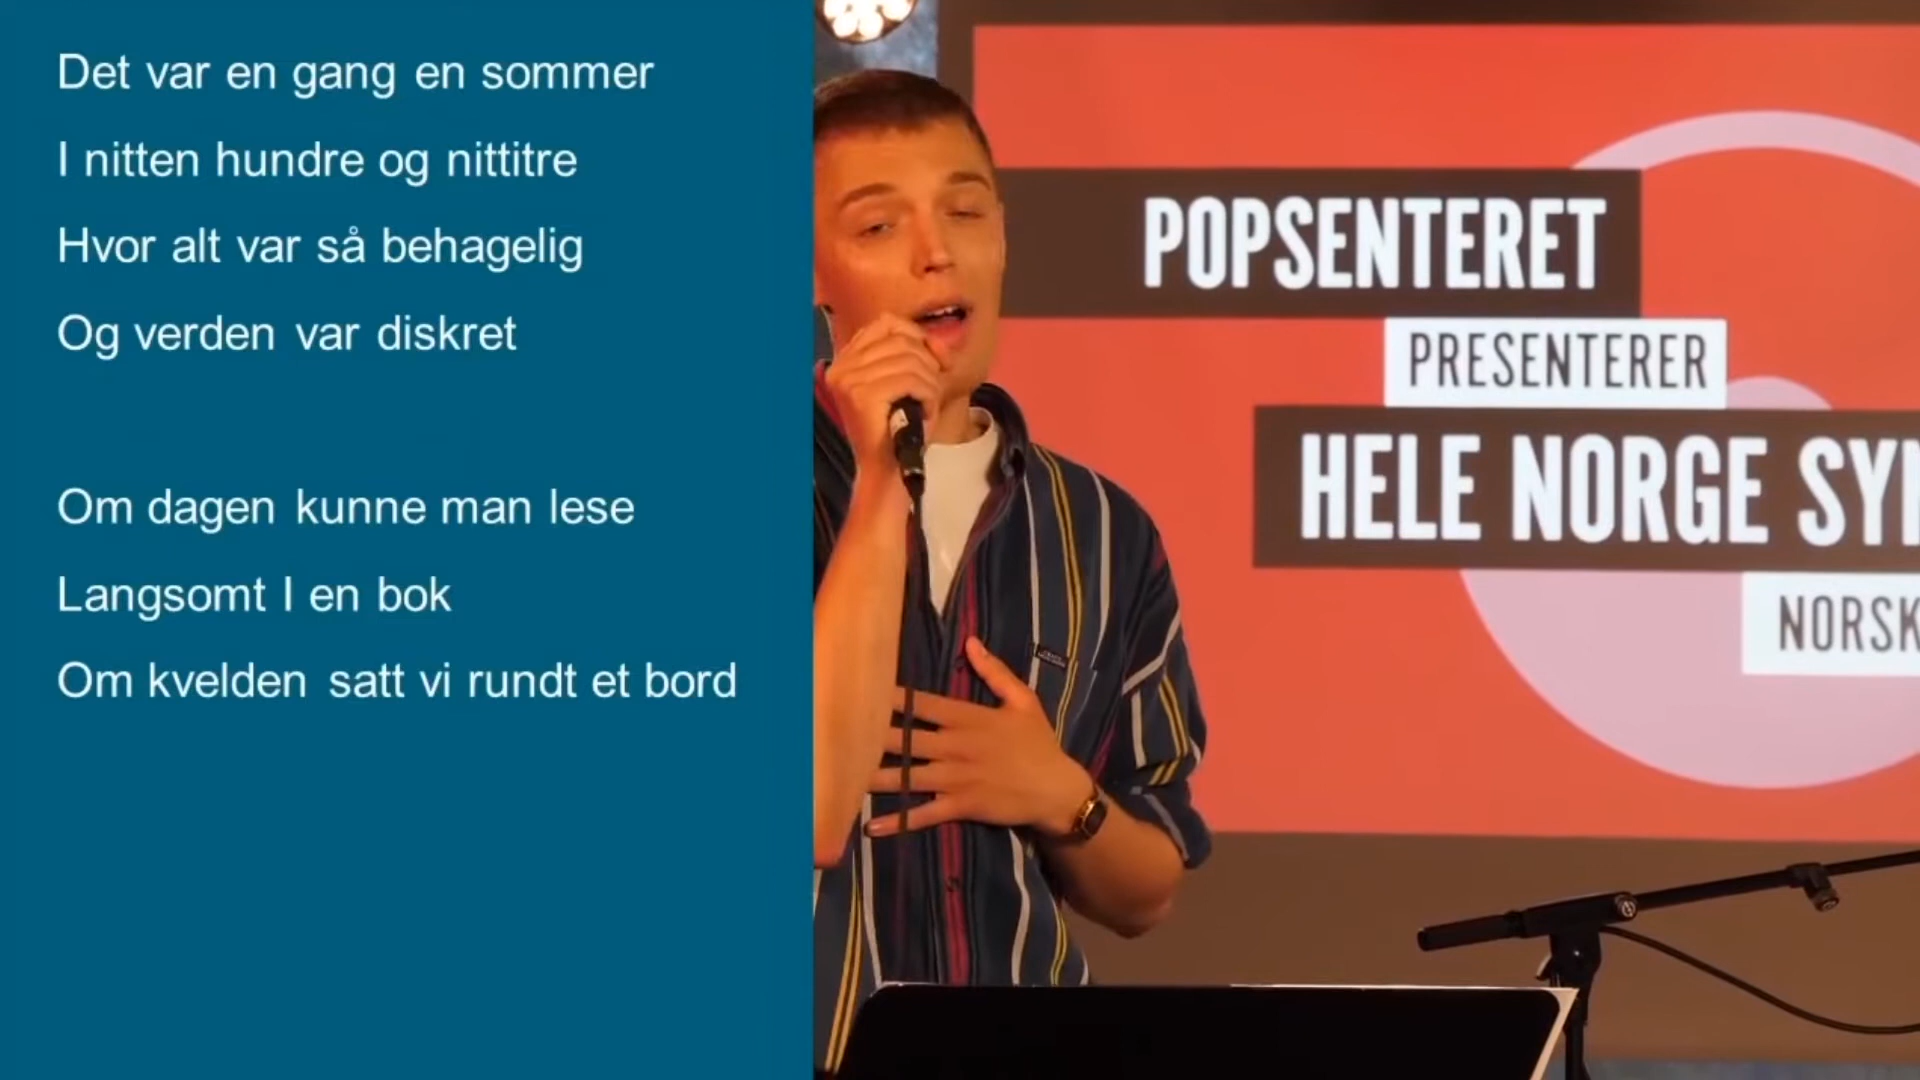 Det var en gang en sommer
I nitten hundre og nittitre
Hvor alt var så behagelig
Og verden var diskret
Om dagen kunne man lese
Langsomt I en bok
Om kvelden satt vi rundt et bord
POPSENTERET
PRESENTERER
HELE NORGE SYN
NORSK